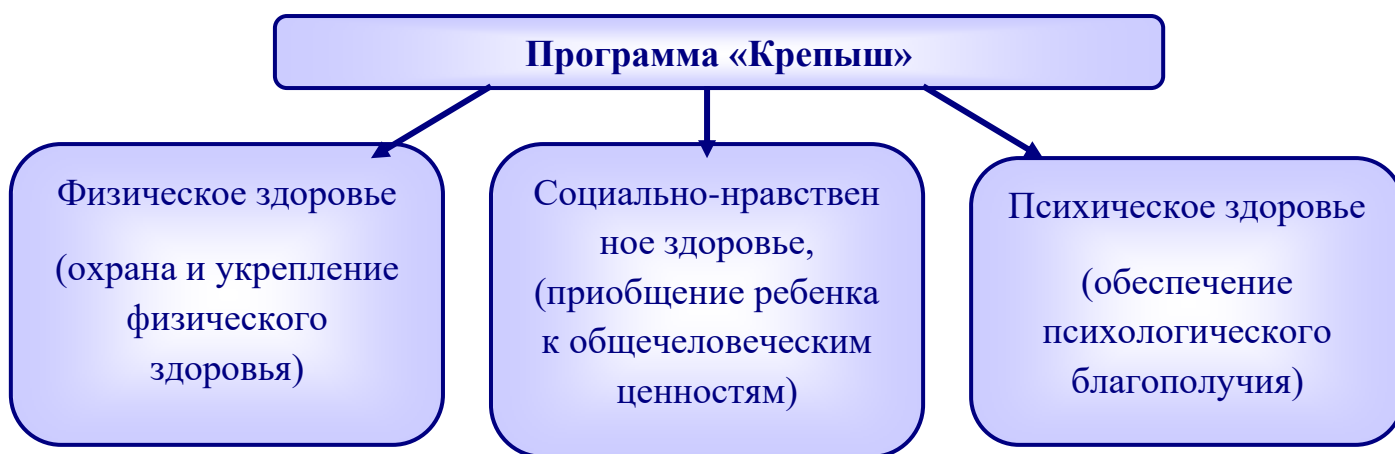 Программа «Крепыш»
Физическое здоровье
(охрана и укрепление
физического
здоровья)
Социально-нравствен
ное здоровье,
(приобщение ребенка
к общечеловеческим
ценностям)
Психическое здоровье
(обеспечение
психологического
благополучия)